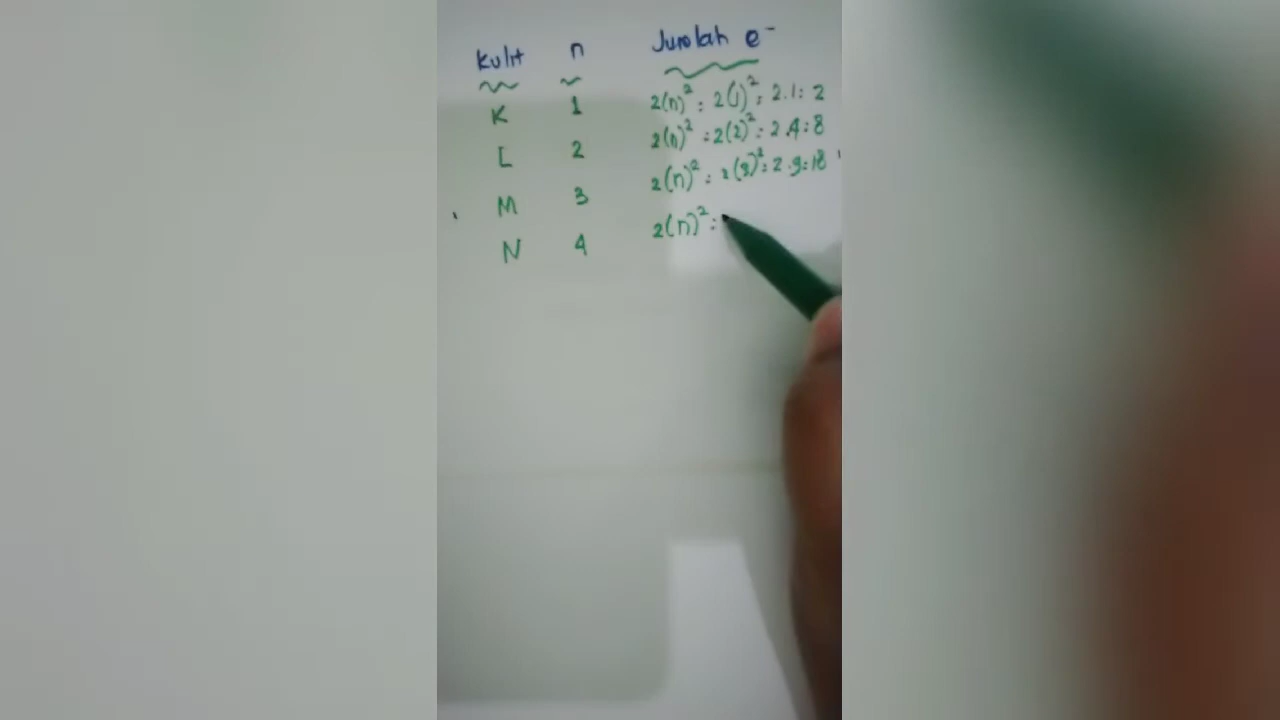 Kulit n Jumlah e⁻
K 1 2(n)² = 2(1)² = 2.1 = 2
L 2 2(n)² = 2(2)² = 2.4 = 8
M 3 2(n)² = 2(3)² = 2.9 = 18
N 4 2(n)² =